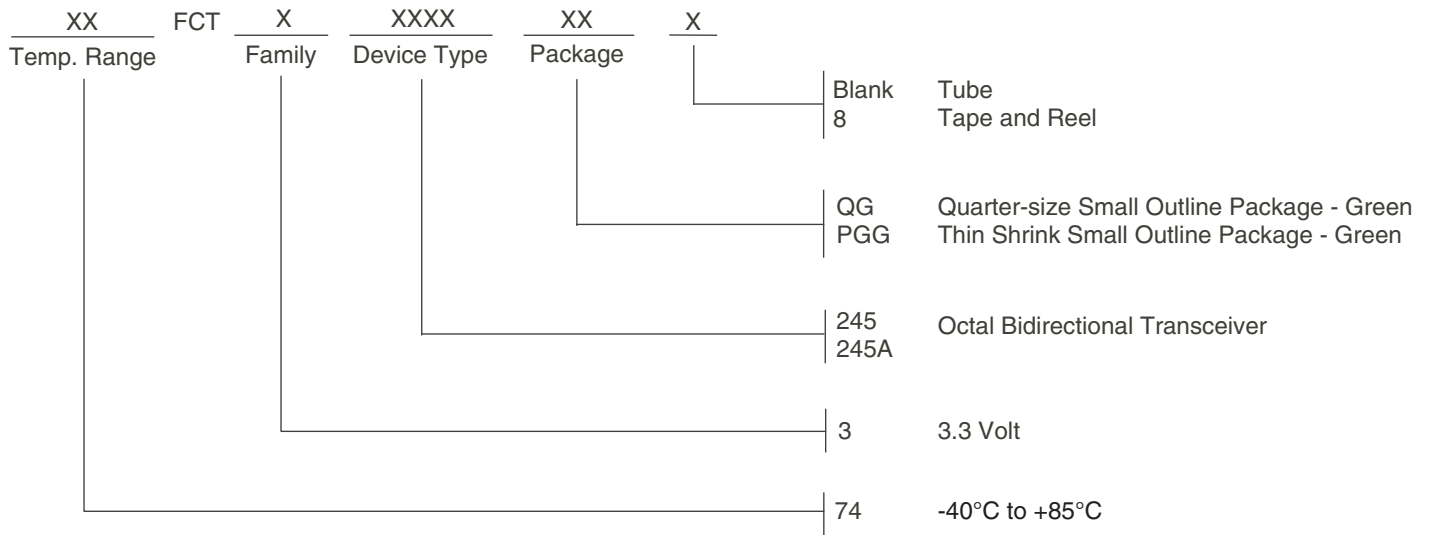 XX FCT X XXXX XX X
Temp. Range Family Device Type Package
Blank Tube
8 Tape and Reel
QG Quarter-size Small Outline Package - Green
PGG Thin Shrink Small Outline Package - Green
245 Octal Bidirectional Transceiver
245A
3 3.3 Volt
74 -40°C to +85°C